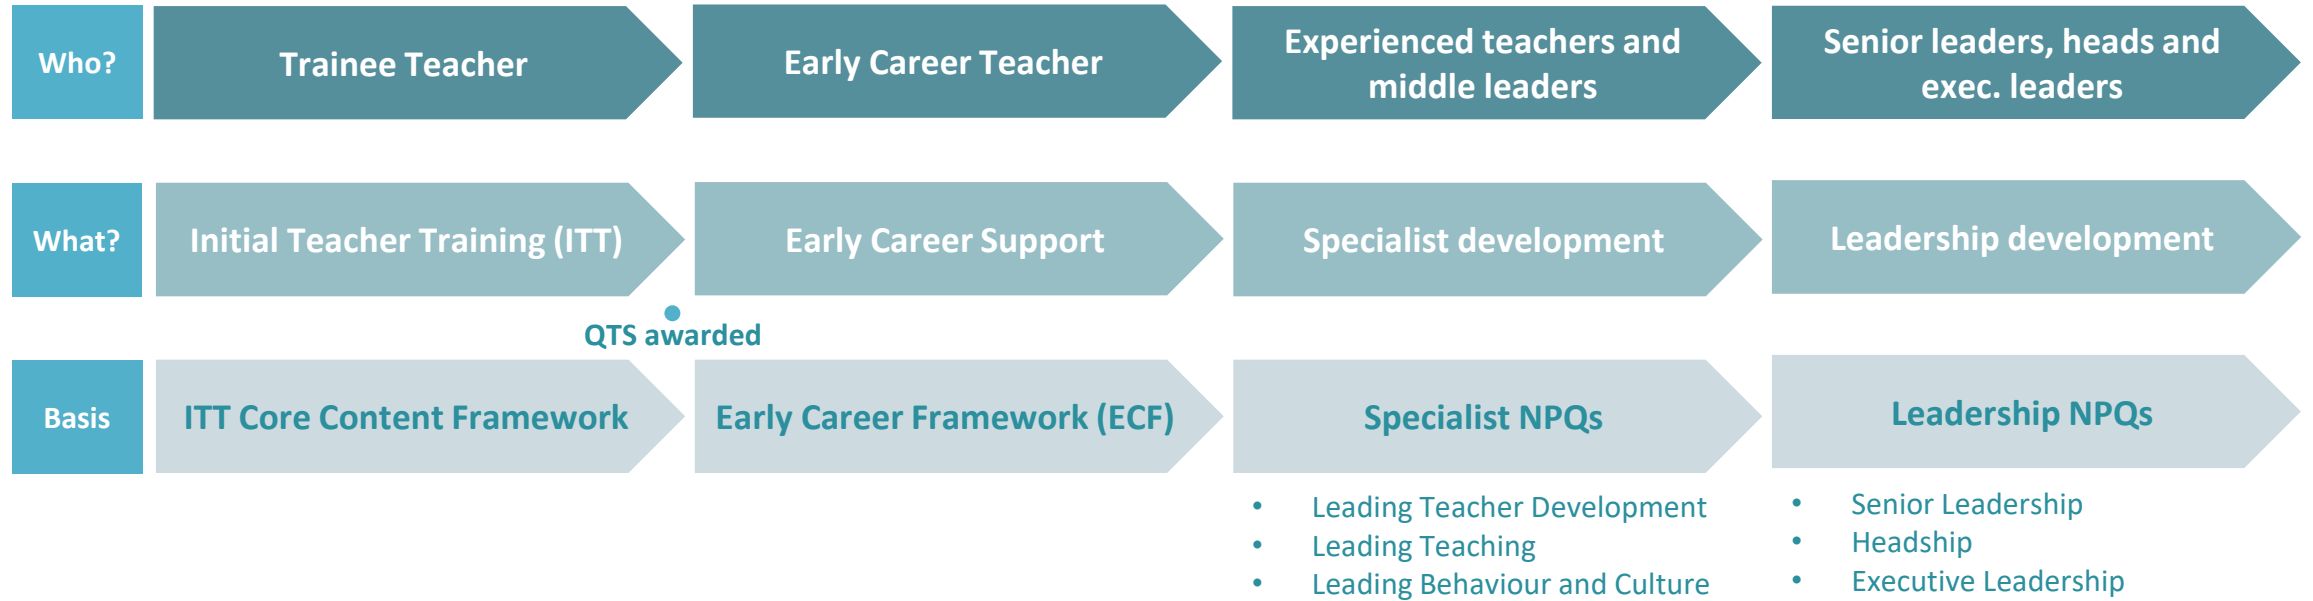 Who?
Trainee Teacher
Early Career Teacher
Experienced teachers and
middle leaders
Senior leaders, heads and
exec. leaders
What?
Initial Teacher Training (ITT)
Early Career Support
Specialist development
Leadership development
QTS awarded
Basis
ITT Core Content Framework
Early Career Framework (ECF)
Specialist NPQs
Leadership NPQs
• Leading Teacher Development
• Leading Teaching
• Leading Behaviour and Culture
• Senior Leadership
• Headship
• Executive Leadership